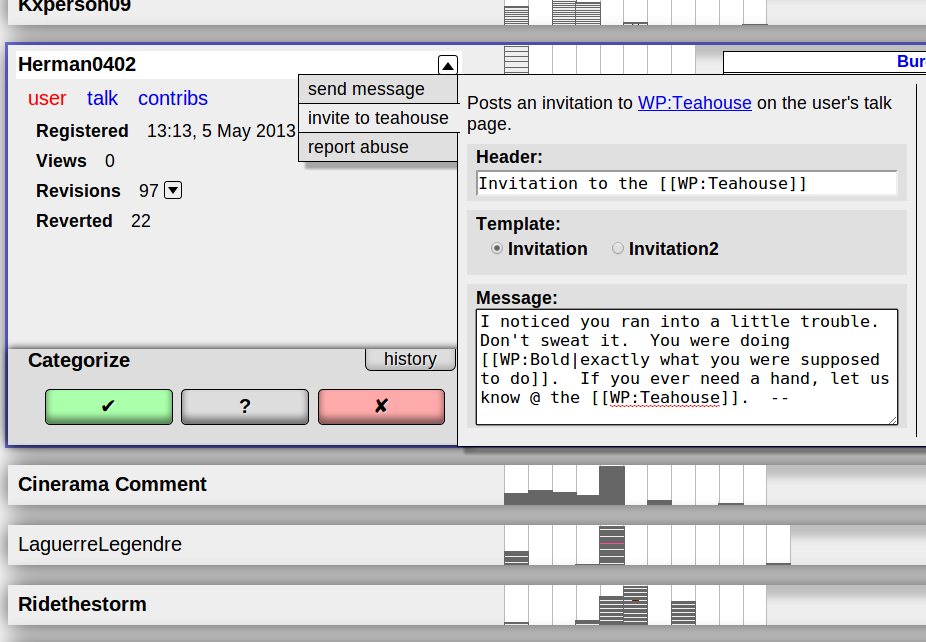 Kxperson09
Herman0402
Bur
user talk contribs
send message
invite to teahouse
report abuse
Registered 13:13, 5 May 2013
Views 0
Revisions 97
Reverted 22
Posts an invitation to WP:Teahouse on the user's talk
page.
Header:
Invitation to the [[WP:Teahouse]]
Template:
Invitation Invitation2
Message:
I noticed you ran into a little trouble.
Don't sweat it.  You were doing
[[WP:Bold|exactly what you were supposed
to do]].  If you ever need a hand, let us
know @ the [[WP:Teahouse]].  --
Categorize
history
✔ ? ✘
Cinerama Comment
LaguerreLegendre
Ridethestorm